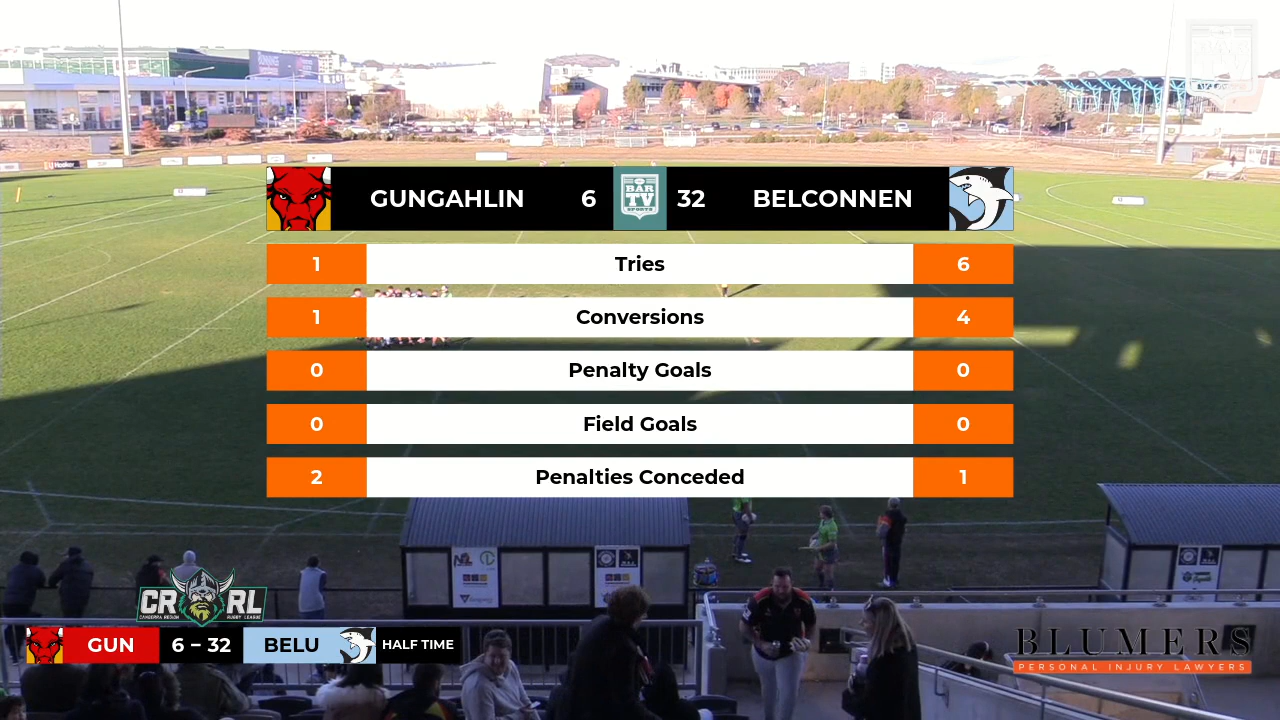 GUNGAHLIN 6 BAR TV SPORTS 32 BELCONNEN
1 Tries 6
1 Conversions 4
0 Penalty Goals 0
0 Field Goals 0
2 Penalties Conceded 1
CRRL
CANBERRA REGION RUGBY LEAGUE
GUN 6 – 32 BELU HALF TIME
BLUMERS
PERSONAL INJURY LAWYERS